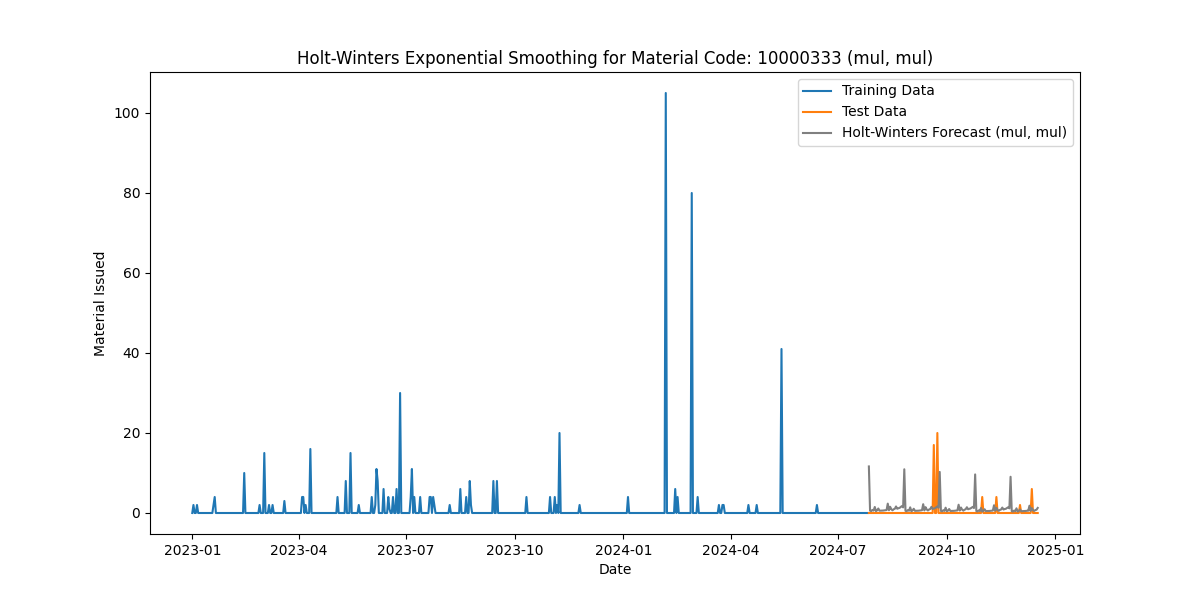 Holt-Winters Exponential Smoothing for Material Code: 10000333 (mul, mul)
Training Data
Test Data
Holt-Winters Forecast (mul, mul)
Material Issued
100
80
60
40
20
0
2023-01 2023-04 2023-07 2023-10 2024-01 2024-04 2024-07 2024-10 2025-01
Date